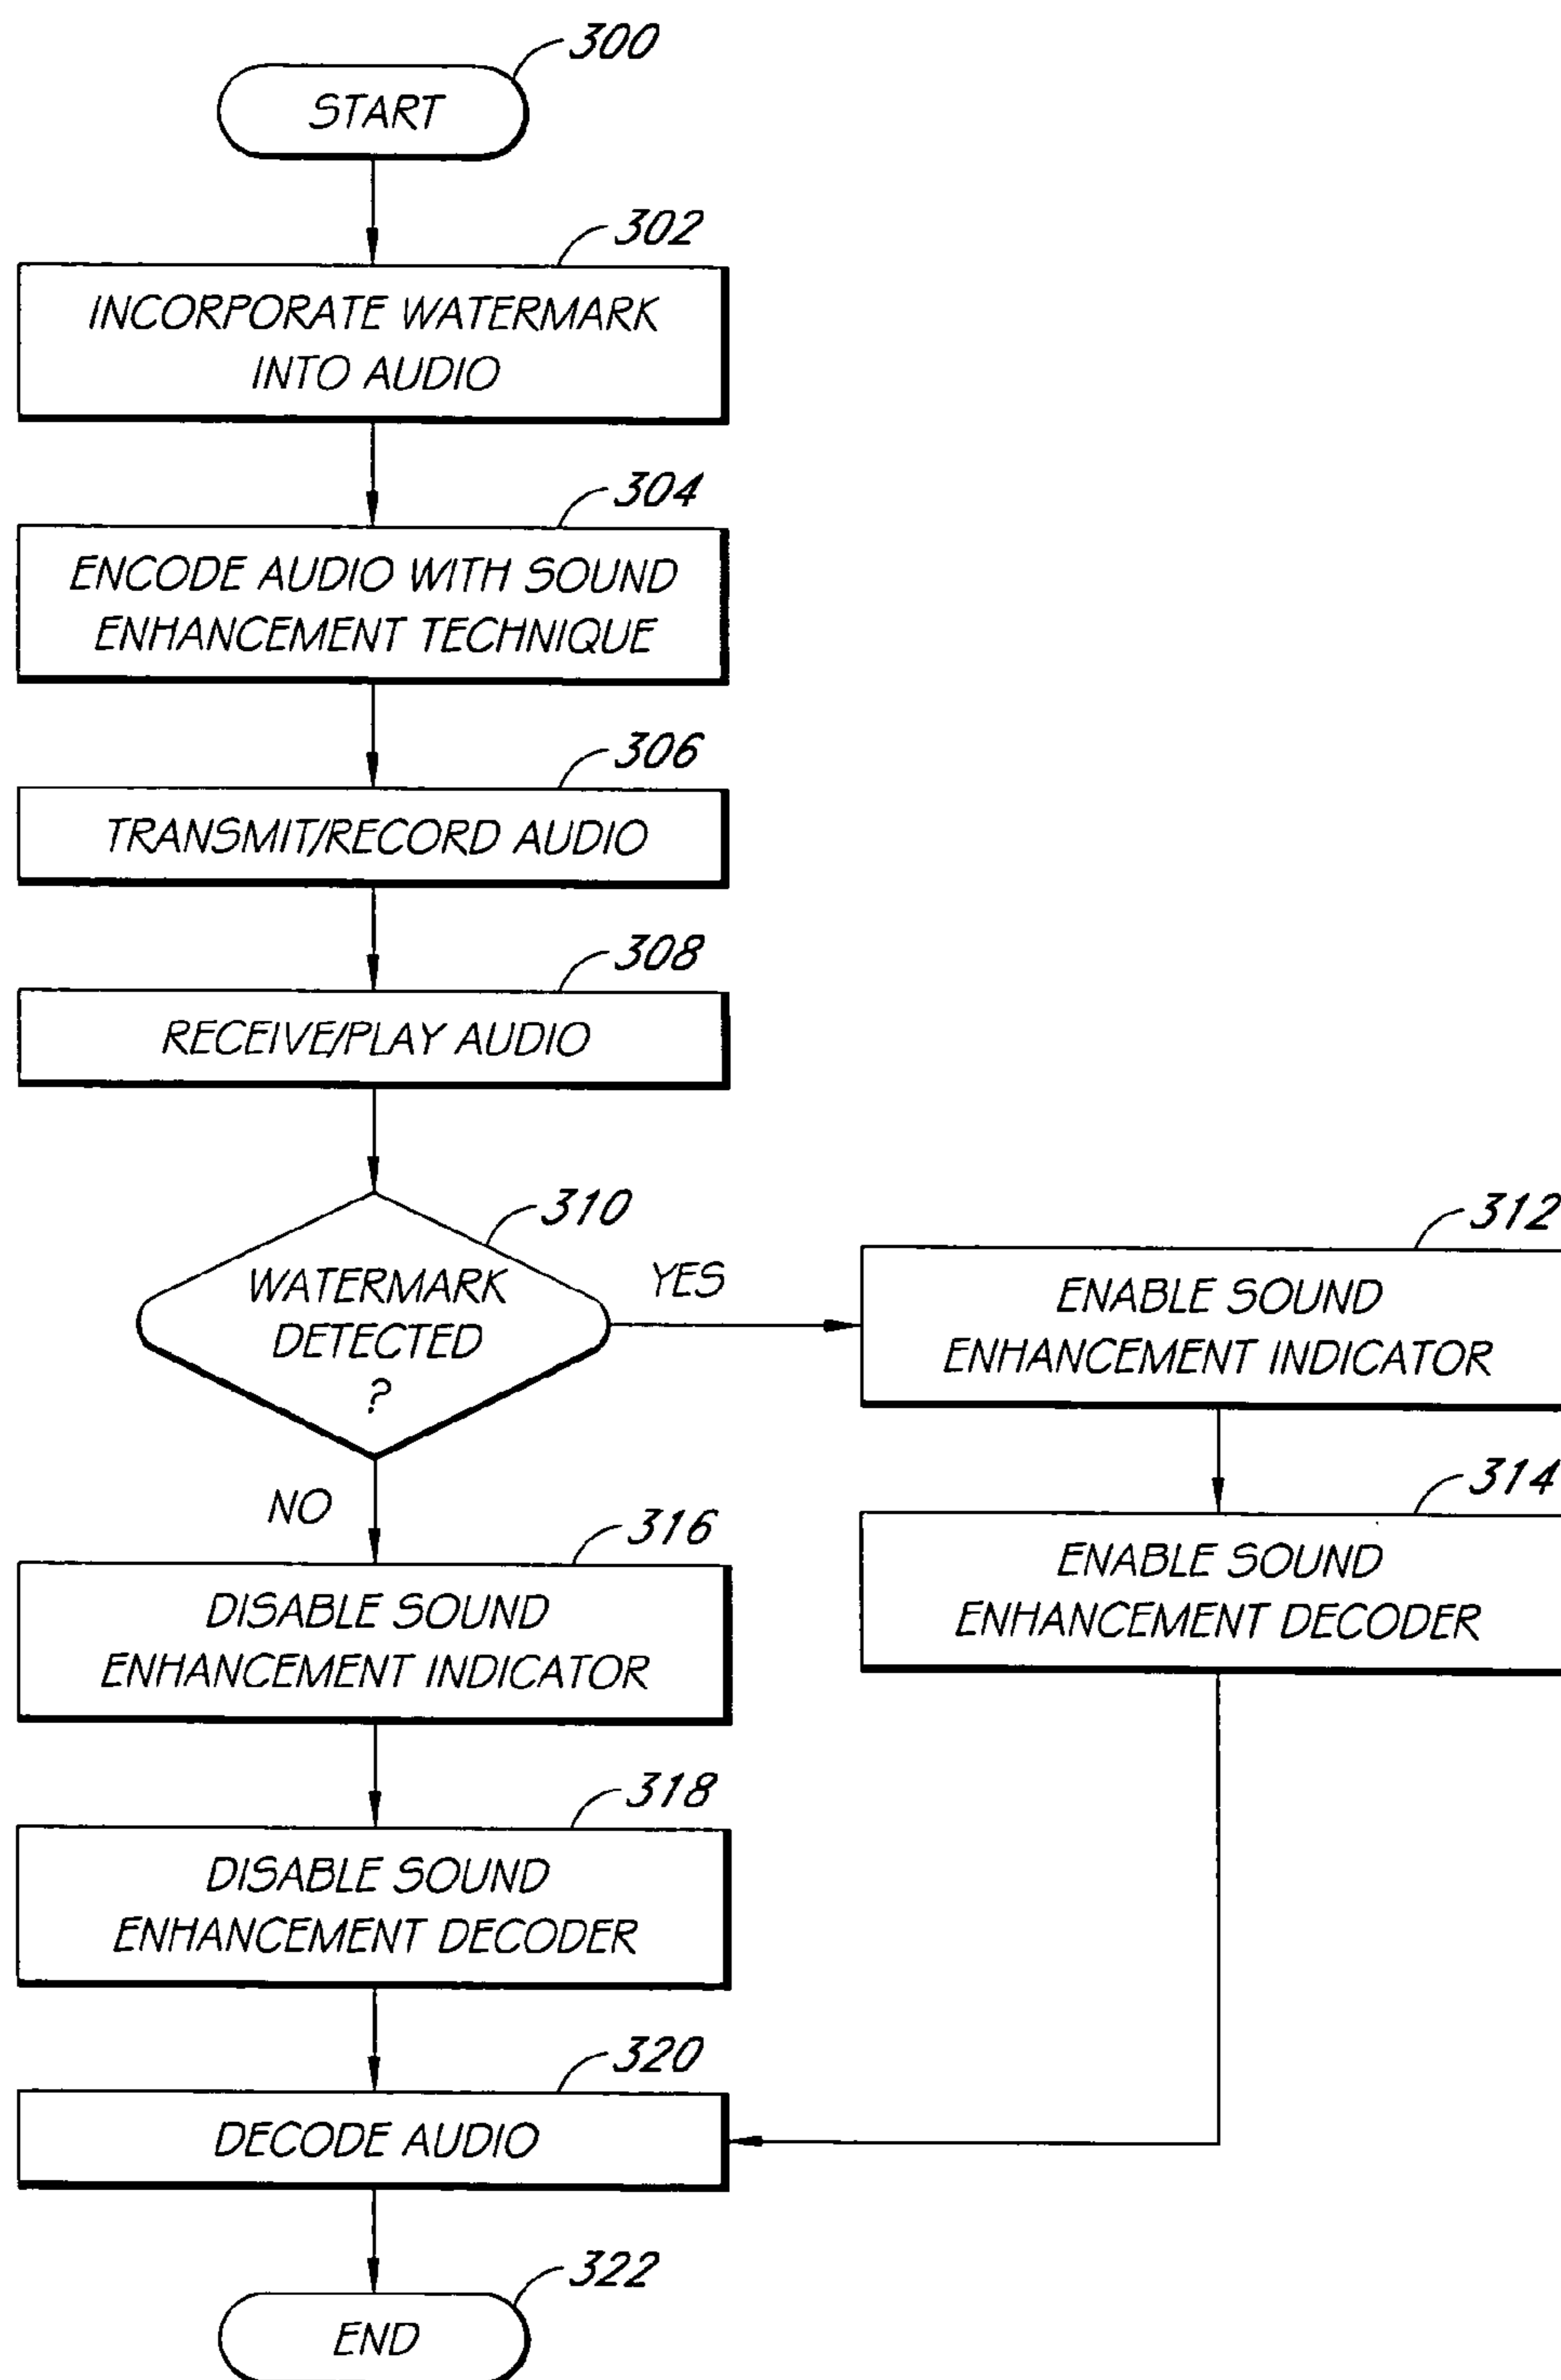 300
START
302
INCORPORATE WATERMARK
INTO AUDIO
304
ENCODE AUDIO WITH SOUND
ENHANCEMENT TECHNIQUE
306
TRANSMIT/RECORD AUDIO
308
RECEIVE/PLAY AUDIO
310
WATERMARK
DETECTED
?
YES
312
ENABLE SOUND
ENHANCEMENT INDICATOR
314
ENABLE SOUND
ENHANCEMENT DECODER
NO
316
DISABLE SOUND
ENHANCEMENT INDICATOR
318
DISABLE SOUND
ENHANCEMENT DECODER
320
DECODE AUDIO
322
END